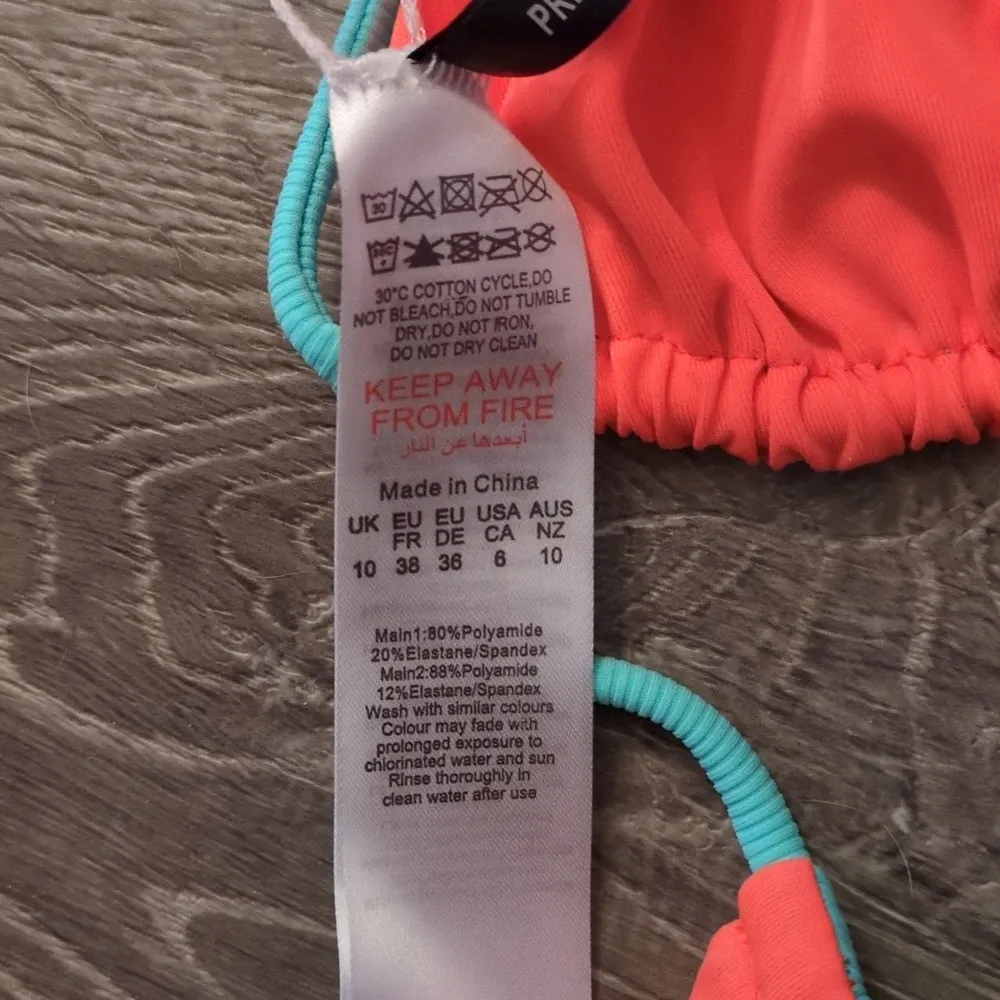 30
30°C COTTON CYCLE,DO
NOT BLEACH,DO NOT TUMBLE
DRY,DO NOT IRON,
DO NOT DRY CLEAN
KEEP AWAY
FROM FIRE
أبعدها عن النار
Made in China
UK EU EU USA AUS
FR DE CA NZ
10 38 36 6 10
Main1:80%Polyamide
20%Elastane/Spandex
Main2:88%Polyamide
12%Elastane/Spandex
Wash with similar colours
Colour may fade with
prolonged exposure to
chlorinated water and sun
Rinse thoroughly in
clean water after use